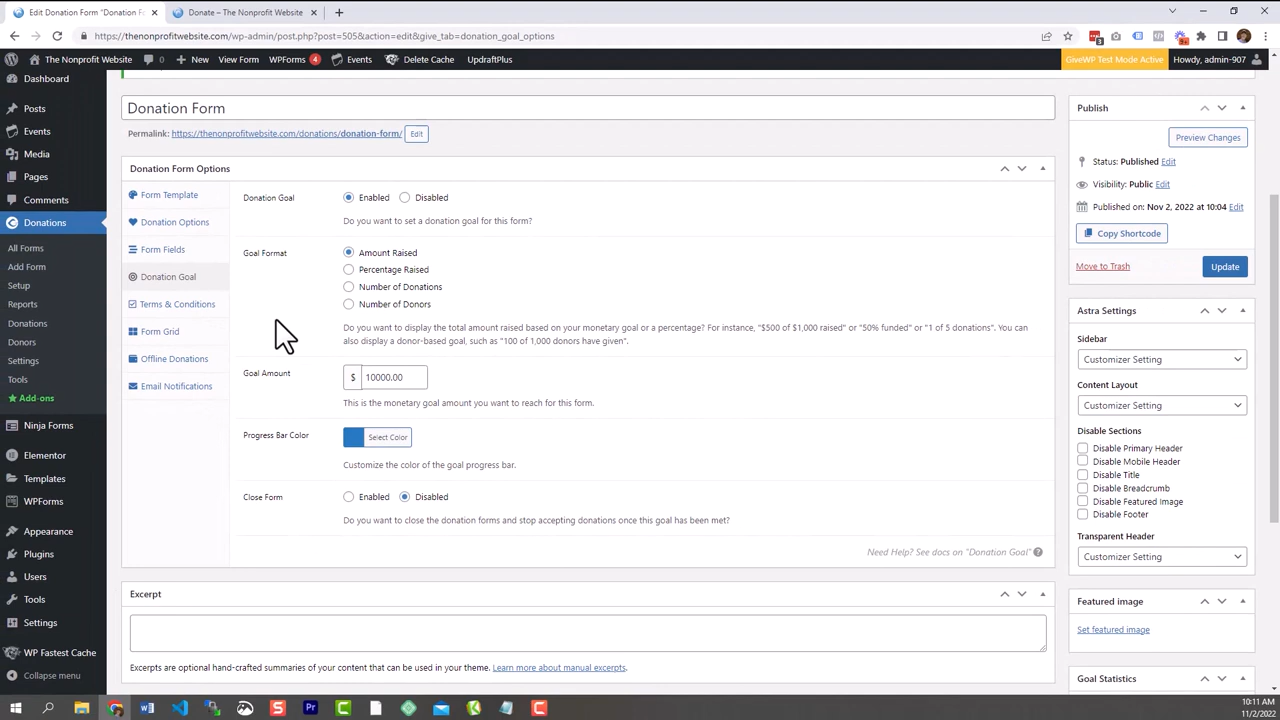 Edit Donation Form "Donation F
Donate – The Nonprofit Website
thenonprofitwebsite.com/wp-admin/post.php?post=505&action=edit&give_tab=donation_goal_options
3
9+
The Nonprofit Website
0
New
View Form
WPForms 4
Events
Delete Cache
UpdraftPlus
GiveWP Test Mode Active
Howdy, admin-907
Dashboard
Posts
Events
Media
Pages
Comments
Donations
All Forms
Add Form
Setup
Reports
Donations
Donors
Settings
Tools
Add-ons
Ninja Forms
Elementor
Templates
WPForms
Appearance
Plugins
Users
Tools
Settings
WP Fastest Cache
Collapse menu
Donation Form
Permalink: https://thenonprofitwebsite.com/donations/donation-form/ Edit
Donation Form Options
Form Template
Donation Options
Form Fields
Donation Goal
Terms & Conditions
Form Grid
Offline Donations
Email Notifications
Donation Goal
Enabled Disabled
Do you want to set a donation goal for this form?
Goal Format
Amount Raised
Percentage Raised
Number of Donations
Number of Donors
Do you want to display the total amount raised based on your monetary goal or a percentage? For instance, "$500 of $1,000 raised" or "50% funded" or "1 of 5 donations". You can
also display a donor-based goal, such as "100 of 1,000 donors have given".
Goal Amount
$ 10000.00
This is the monetary goal amount you want to reach for this form.
Progress Bar Color
Select Color
Customize the color of the goal progress bar.
Close Form
Enabled Disabled
Do you want to close the donation forms and stop accepting donations once this goal has been met?
Need Help? See docs on "Donation Goal"
Excerpt
Excerpts are optional hand-crafted summaries of your content that can be used in your theme. Learn more about manual excerpts.
Publish
Preview Changes
Status: Published Edit
Visibility: Public Edit
Published on: Nov 2, 2022 at 10:04 Edit
Copy Shortcode
Move to Trash
Update
Astra Settings
Sidebar
Customizer Setting
Content Layout
Customizer Setting
Disable Sections
Disable Primary Header
Disable Mobile Header
Disable Title
Disable Breadcrumb
Disable Featured Image
Disable Footer
Transparent Header
Customizer Setting
Featured image
Set featured image
Goal Statistics
10:11 AM
11/2/2022